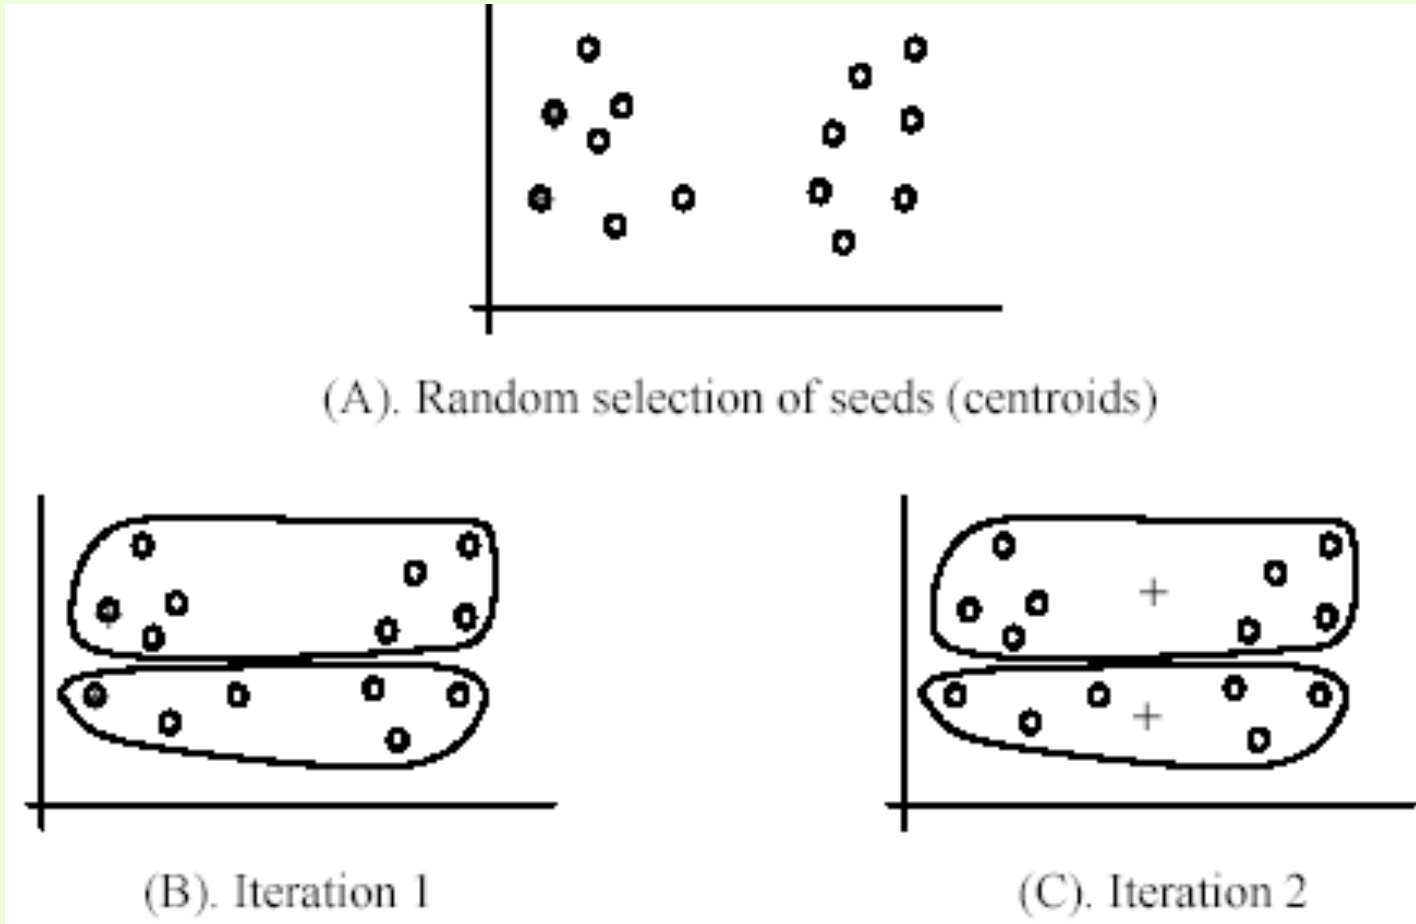 (A). Random selection of seeds (centroids)
(B). Iteration 1
(C). Iteration 2